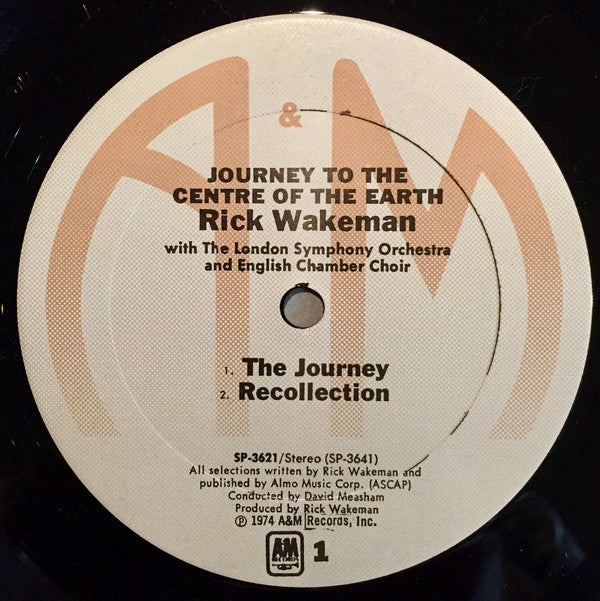 A & M
JOURNEY TO THE
CENTRE OF THE EARTH
Rick Wakeman
with The London Symphony Orchestra
and English Chamber Choir
1. The Journey
2. Recollection
SP-3621/Stereo (SP-3641)
All selections written by Rick Wakeman and
published by Almo Music Corp. (ASCAP)
Conducted by David Measham
Produced by Rick Wakeman
℗ 1974 A&M Records, Inc.
A&M
RECORDS
1